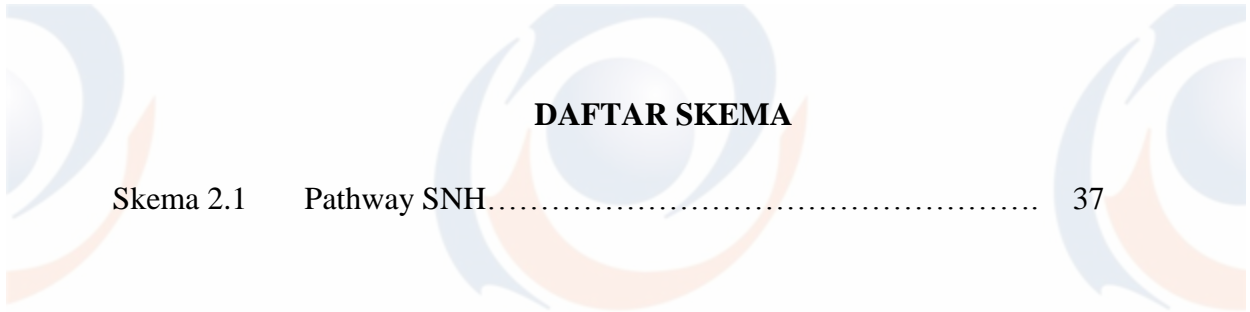 DAFTAR SKEMA
Skema 2.1 Pathway SNH………………………………………………. 37